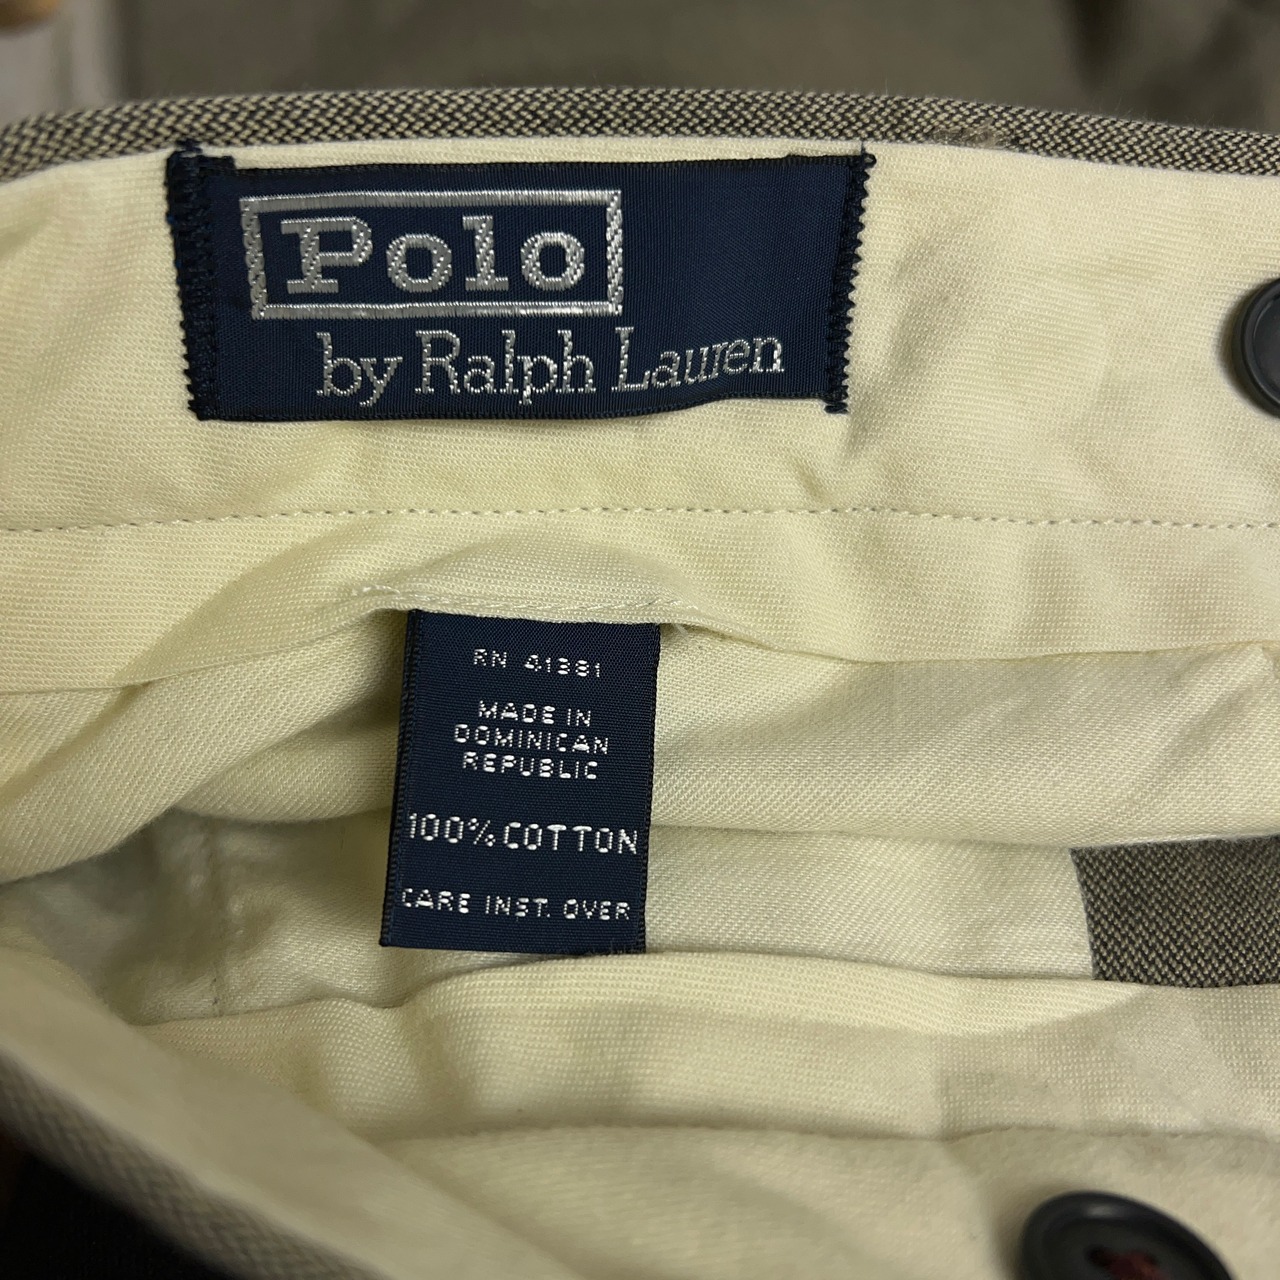 Polo
by Ralph Lauren
RN 41381
MADE IN
DOMINICAN
REPUBLIC
100% COTTON
CARE INST. OVER